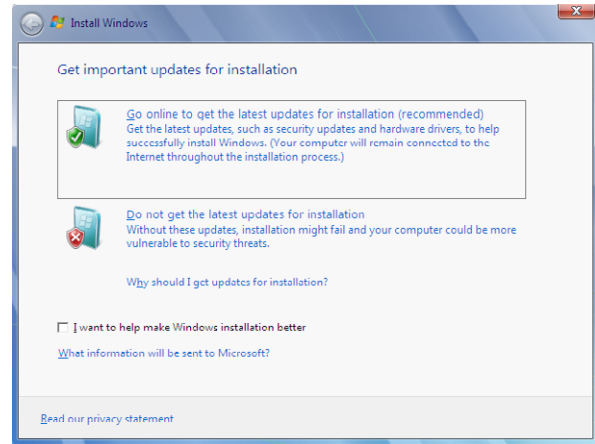 Install Windows
Get important updates for installation
Go online to get the latest updates for installation (recommended)
Get the latest updates, such as security updates and hardware drivers, to help
successfully install Windows. (Your computer will remain connected to the
Internet throughout the installation process.)
Do not get the latest updates for installation
Without these updates, installation might fail and your computer could be more
vulnerable to security threats.
Why should I get updates for installation?
I want to help make Windows installation better
What information will be sent to Microsoft?
Read our privacy statement